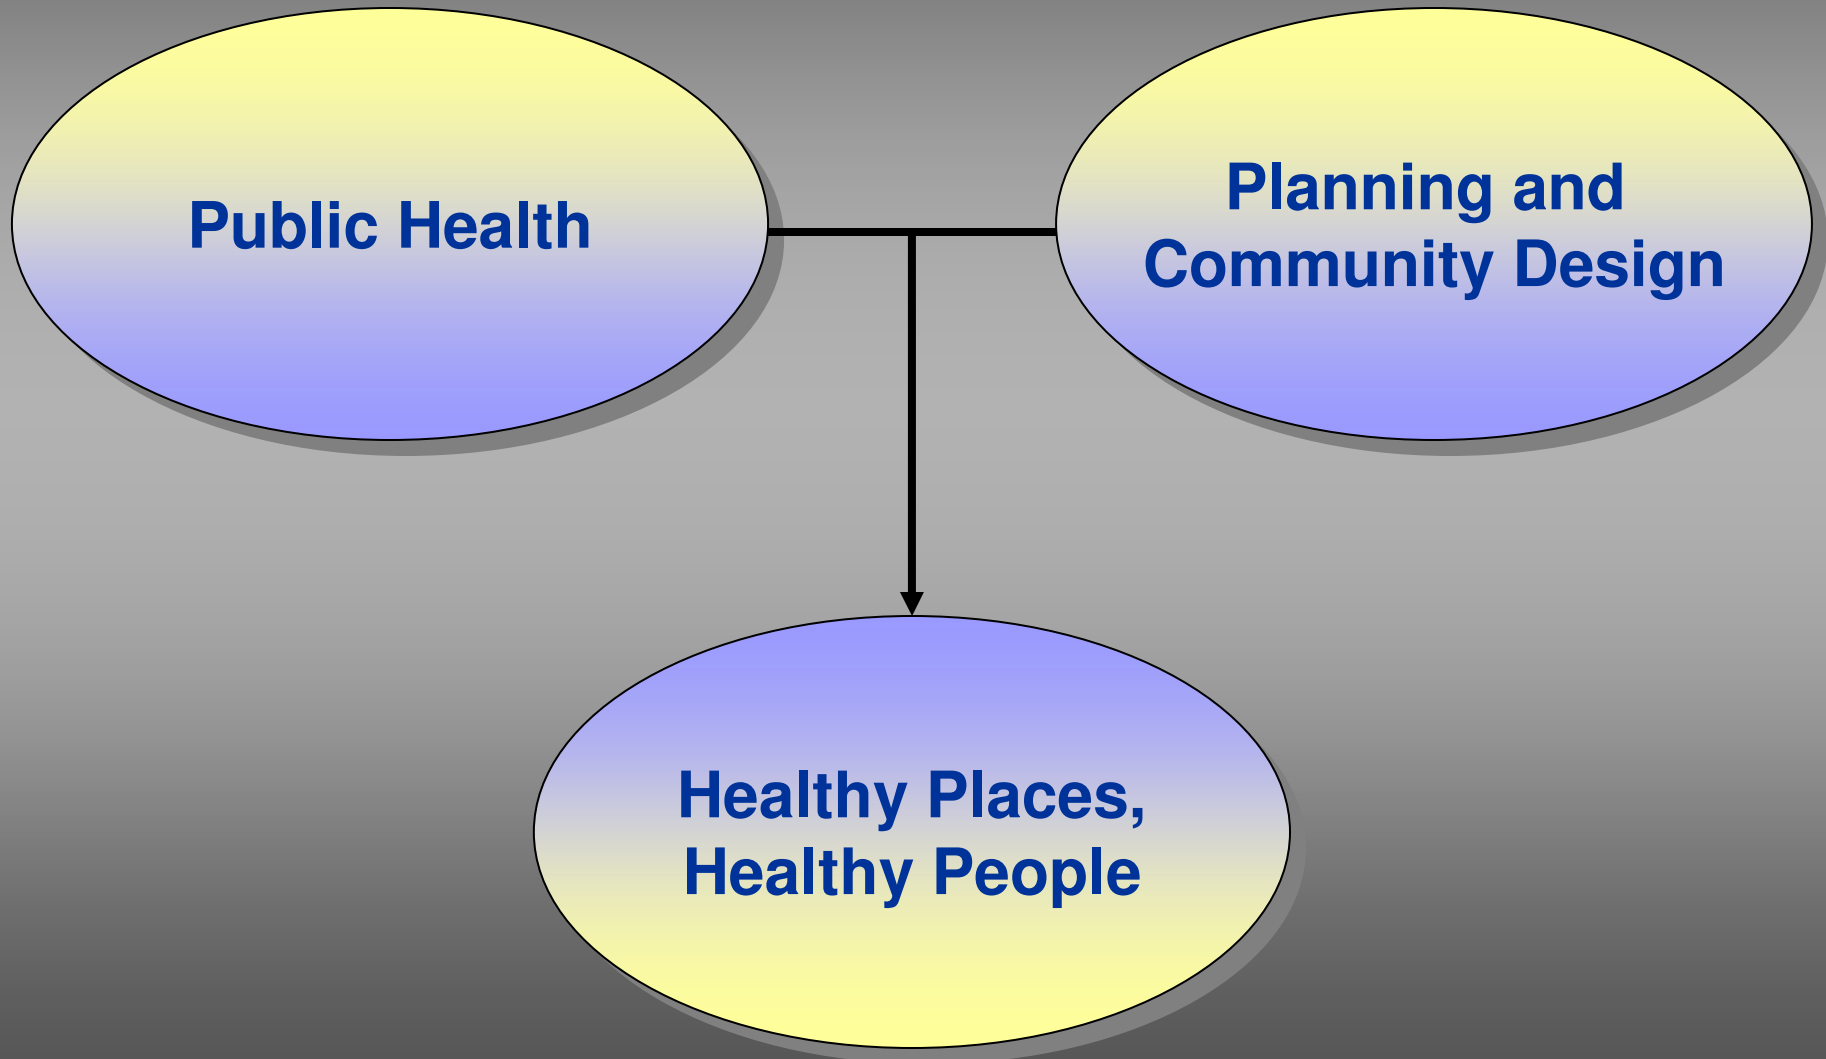 Public Health
Planning and
Community Design
Healthy Places,
Healthy People